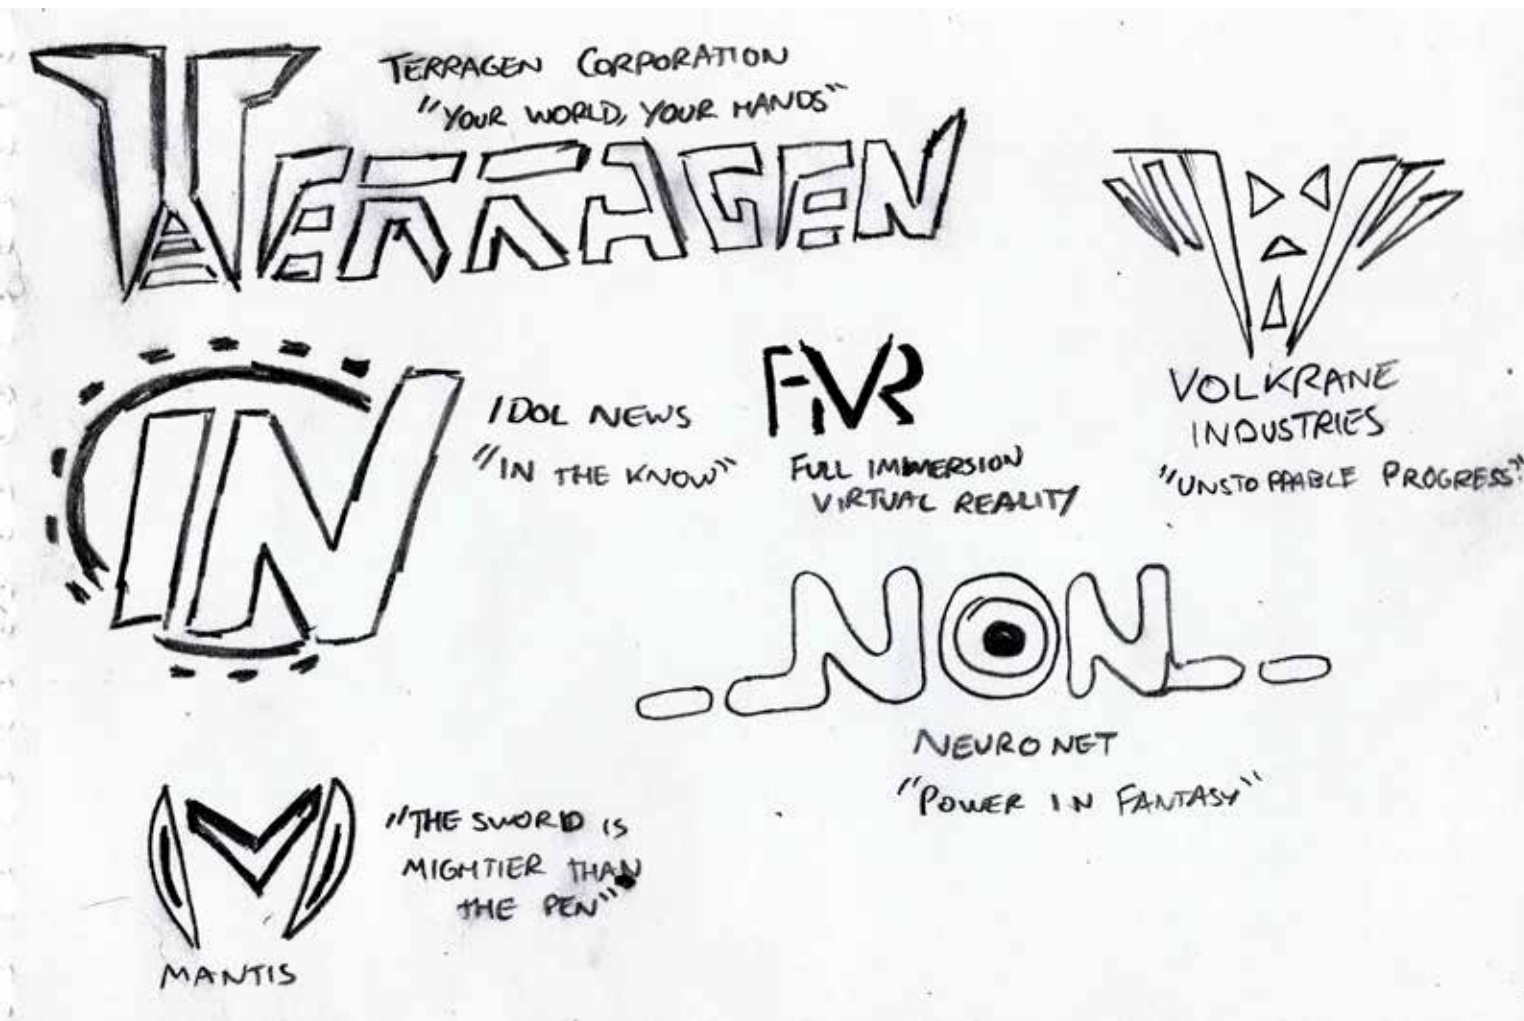 TERRAGEN CORPORATION
"YOUR WORLD, YOUR HANDS"
TERRAGEN
VOLKRANE
INDUSTRIES
"UNSTOPPABLE PROGRESS"
IN
IDOL NEWS
"IN THE KNOW"
FIVR
FULL IMMERSION
VIRTUAL REALITY
NON
NEURO NET
"POWER IN FANTASY"
M
MANTIS
"THE SWORD IS
MIGHTIER THAN
THE PEN"